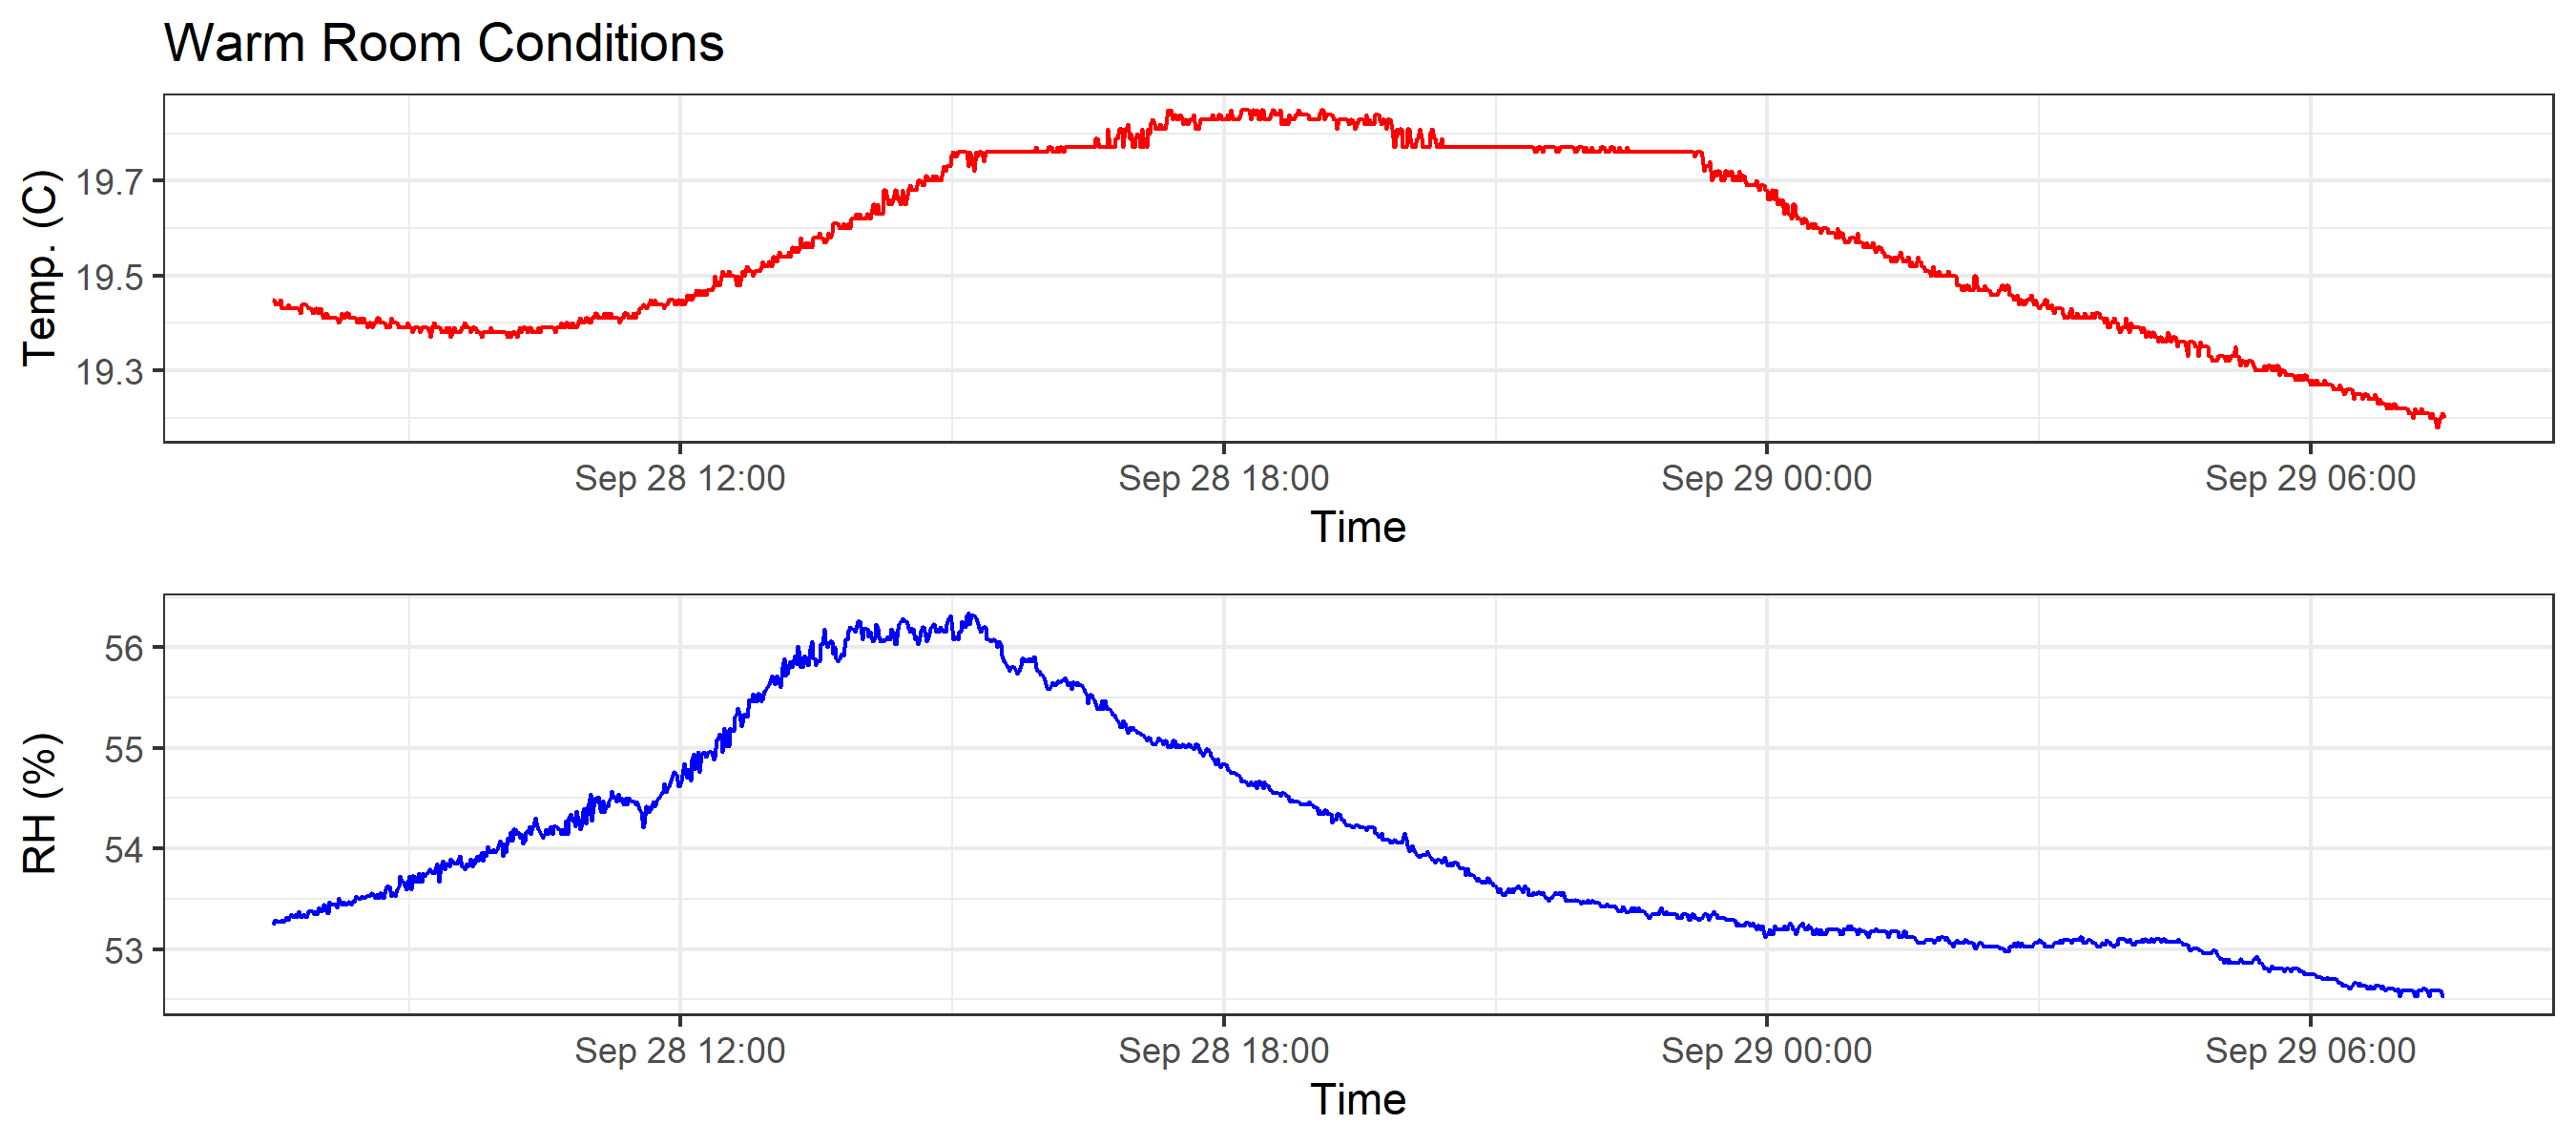 Warm Room Conditions
Temp. (C)
19.7
19.5
19.3
Sep 28 12:00 Sep 28 18:00 Sep 29 00:00 Sep 29 06:00
Time
RH (%)
56
55
54
53
Sep 28 12:00 Sep 28 18:00 Sep 29 00:00 Sep 29 06:00
Time